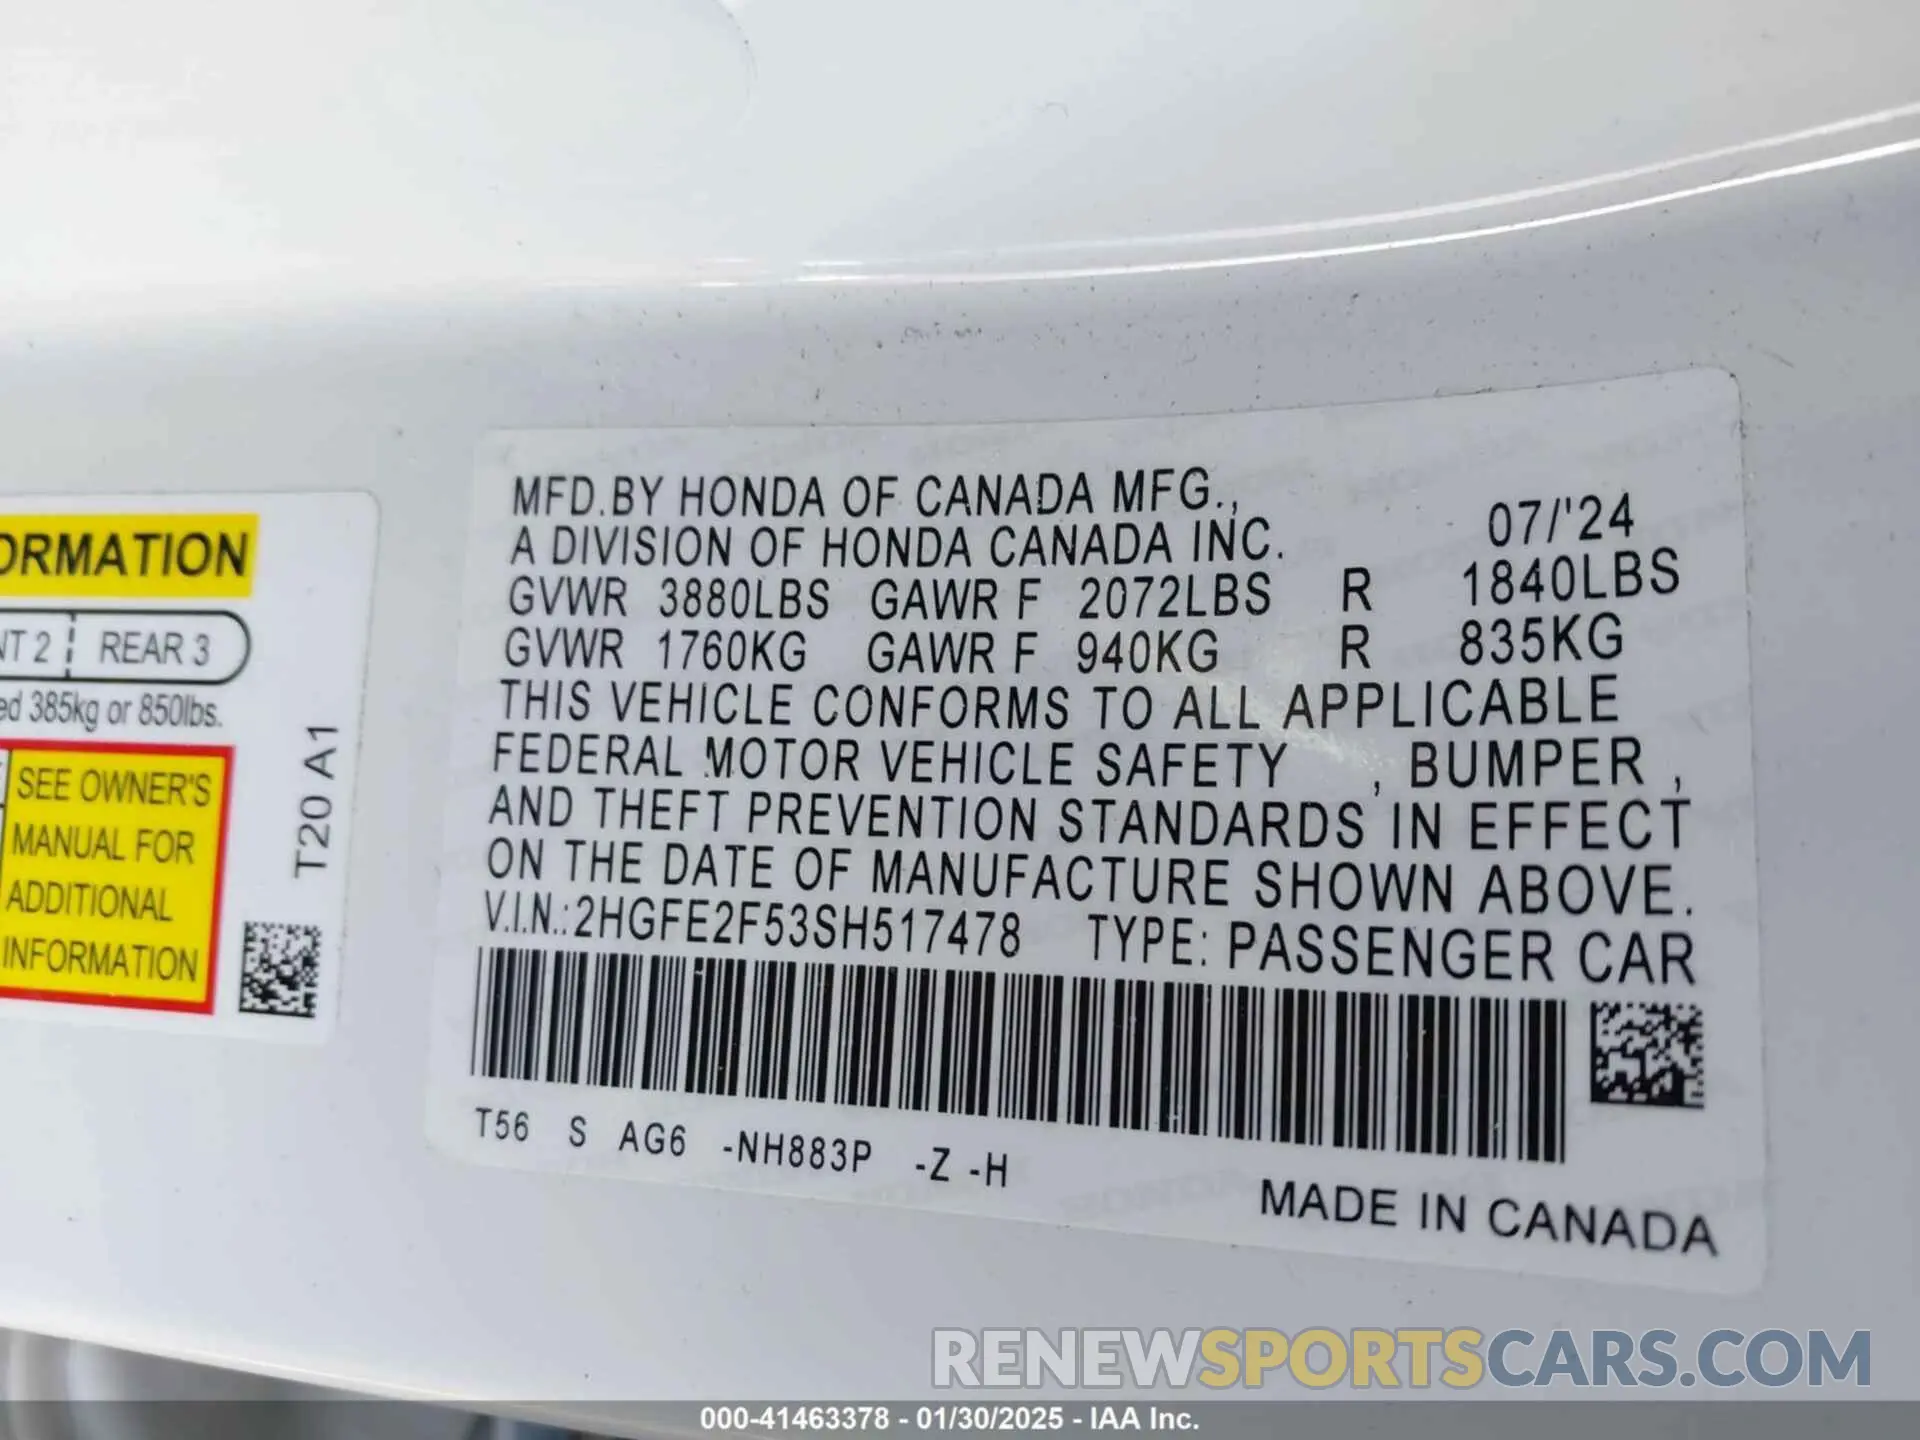 ORMATION
NT 2 REAR 3
ed 385kg or 850lbs.
SEE OWNER'S
MANUAL FOR
ADDITIONAL
INFORMATION
T20 A1
MFD.BY HONDA OF CANADA MFG.,
A DIVISION OF HONDA CANADA INC. 07/'24
GVWR 3880LBS GAWR F 2072LBS R 1840LBS
GVWR 1760KG GAWR F 940KG R 835KG
THIS VEHICLE CONFORMS TO ALL APPLICABLE
FEDERAL MOTOR VEHICLE SAFETY , BUMPER ,
AND THEFT PREVENTION STANDARDS IN EFFECT
ON THE DATE OF MANUFACTURE SHOWN ABOVE.
V.I.N.:2HGFE2F53SH517478 TYPE: PASSENGER CAR
T56 S AG6 -NH883P -Z -H
MADE IN CANADA
RENEWSPORTSCARS.COM
000-41463378 - 01/30/2025 - IAA Inc.